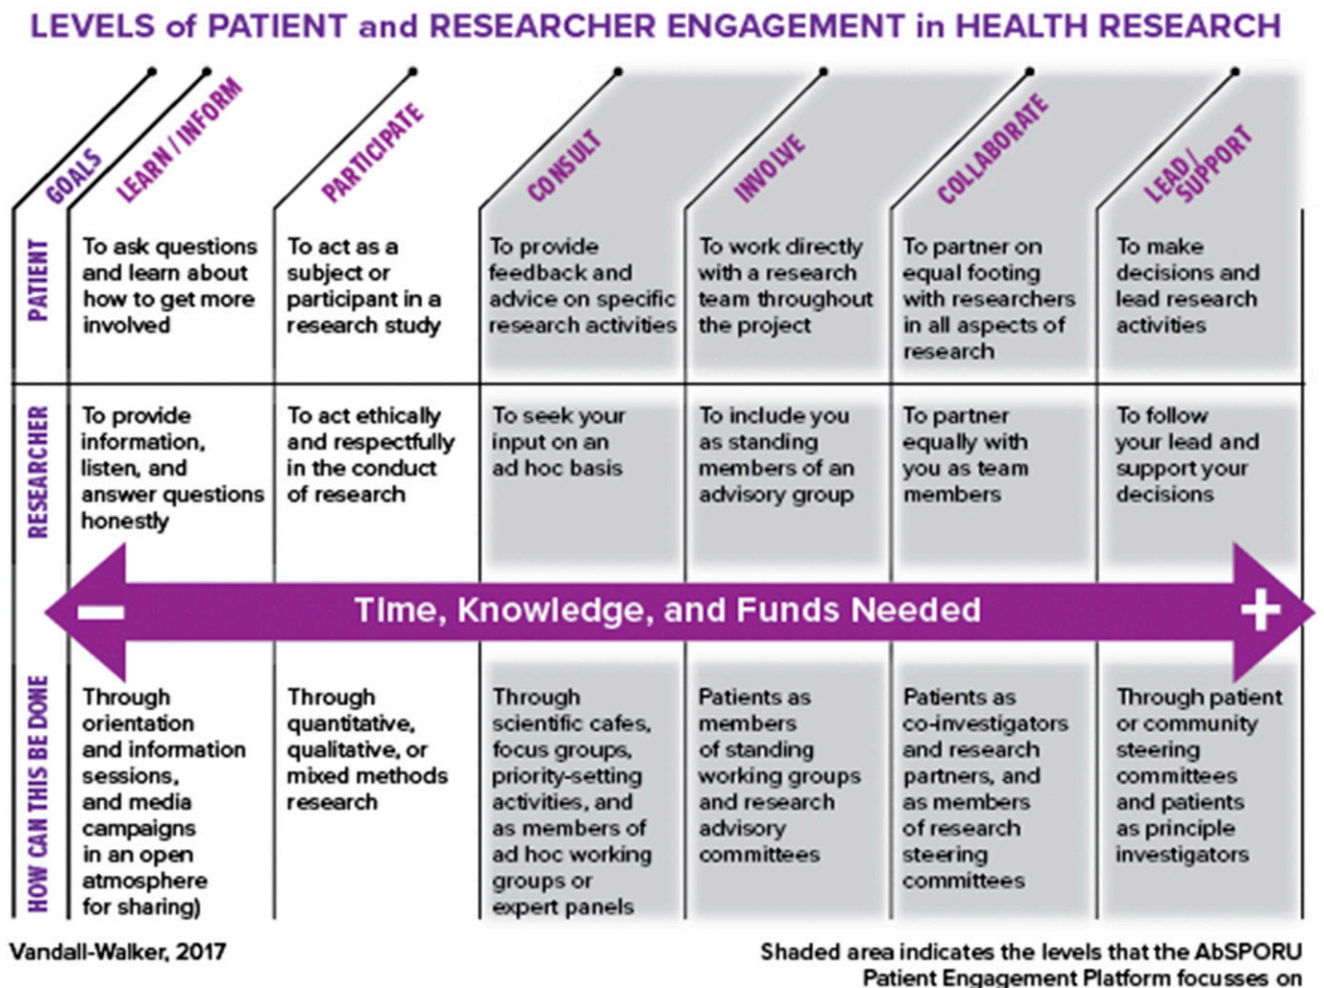 LEVELS of PATIENT and RESEARCHER ENGAGEMENT in HEALTH RESEARCH
GOALS
LEARN / INFORM
PARTICIPATE
CONSULT
INVOLVE
COLLABORATE
LEAD/
SUPPORT
PATIENT
To ask questions
and learn about
how to get more
involved
To act as a
subject or
participant in a
research study
To provide
feedback and
advice on specific
research activities
To work directly
with a research
team throughout
the project
To partner on
equal footing
with researchers
in all aspects of
research
To make
decisions and
lead research
activities
RESEARCHER
To provide
information,
listen, and
answer questions
honestly
To act ethically
and respectfully
in the conduct
of research
To seek your
input on an
ad hoc basis
To include you
as standing
members of an
advisory group
To partner
equally with
you as team
members
To follow
your lead and
support your
decisions
− Time, Knowledge, and Funds Needed +
HOW CAN THIS BE DONE
Through
orientation
and information
sessions,
and media
campaigns
in an open
atmosphere
for sharing)
Through
quantitative,
qualitative, or
mixed methods
research
Through
scientific cafes,
focus groups,
priority-setting
activities, and
as members of
ad hoc working
groups or
expert panels
Patients as
members
of standing
working groups
and research
advisory
committees
Patients as
co-investigators
and research
partners, and
as members
of research
steering
committees
Through patient
or community
steering
committees
and patients
as principle
investigators
Vandall-Walker, 2017
Shaded area indicates the levels that the AbSPORU
Patient Engagement Platform focusses on